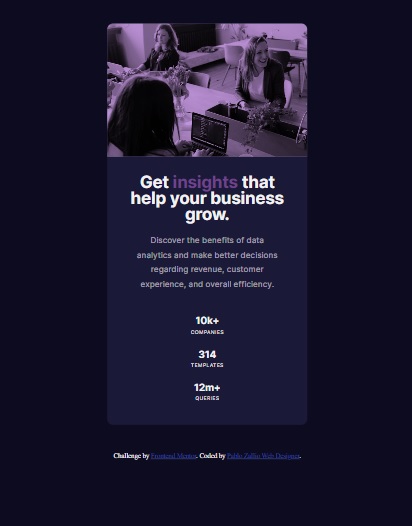 Get insights that
help your business
grow.
Discover the benefits of data
analytics and make better decisions
regarding revenue, customer
experience, and overall efficiency.
10k+
COMPANIES
314
TEMPLATES
12m+
QUERIES
Challenge by Frontend Mentor. Coded by Pablo Web Designer.